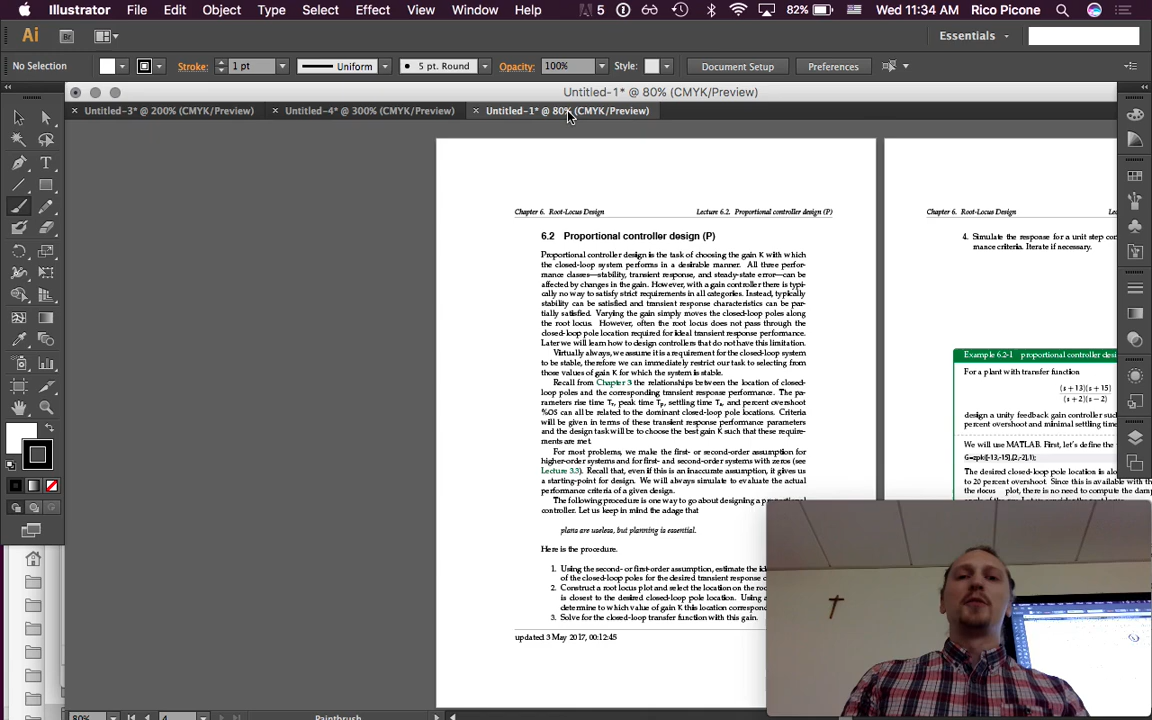 Illustrator File Edit Object Type Select Effect View Window Help 5 82% Wed 11:34 AM Rico Picone
Ai Br Essentials
No Selection Stroke: 1 pt Uniform 5 pt. Round Opacity: 100% Style: Document Setup Preferences
Untitled-1* @ 80% (CMYK/Preview)
Untitled-3* @ 200% (CMYK/Preview) Untitled-4* @ 300% (CMYK/Preview) Untitled-1* @ 80% (CMYK/Preview)
Chapter 6. Root-Locus Design Lecture 6.2. Proportional controller design (P)
6.2 Proportional controller design (P)
Proportional controller design is the task of choosing the gain K with which
the closed-loop system performs in a desirable manner. All three perfor-
mance classes—stability, transient response, and steady-state error—can be
affected by changes in the gain. However, with a gain controller there is typi-
cally no way to satisfy strict requirements in all categories. Instead, typically
stability can be satisfied and transient response characteristics can be par-
tially satisfied. Varying the gain simply moves the closed-loop poles along
the root locus. However, often the root locus does not pass through the
closed-loop pole location required for ideal transient response performance.
Later we will learn how to design controllers that do not have this limitation.
Virtually always, we assume it is a requirement for the closed-loop system
to be stable, therefore we can immediately restrict our task to selecting from
those values of gain K for which the system is stable.
Recall from Chapter 3 the relationships between the location of closed-
loop poles and the corresponding transient response performance. The pa-
rameters rise time Tr, peak time Tp, settling time Ts, and percent overshoot
%OS can all be related to the dominant closed-loop pole locations. Criteria
will be given in terms of these transient response performance parameters
and the design task will be to choose the best gain K such that these require-
ments are met.
For most problems, we make the first- or second-order assumption for
higher-order systems and for first- and second-order systems with zeros (see
Lecture 3.3). Recall that, even if this is an inaccurate assumption, it gives us
a starting-point for design. We will always simulate to evaluate the actual
performance criteria of a given design.
The following procedure is one way to go about designing a proportional
controller. Let us keep in mind the adage that
plans are useless, but planning is essential.
Here is the procedure.
1. Using the second- or first-order assumption, estimate the
of the closed-loop poles for the desired transient response
2. Construct a root locus plot and select the location on the
is closest to the desired closed-loop pole location. Using
determine to which value of gain K this location
3. Solve for the closed-loop transfer function with this gain.
updated 3 May 2017, 00:12:45
Chapter 6. Root-Locus Design
4. Simulate the response for a unit step
mance criteria. Iterate if necessary.
Example 6.2-1 proportional controller
For a plant with transfer function
(s + 13)(s + 15)
(s + 2)(s − 2)
design a unity feedback gain controller
percent overshoot and minimal settling
We will use MATLAB. First, let's define the
G=zpk([-13,-15],[2,-2],1);
The desired closed-loop pole location is
to 20 percent overshoot. Since this is available
the rlocus plot, there is no need to compute the
80% 4 Paintbrush